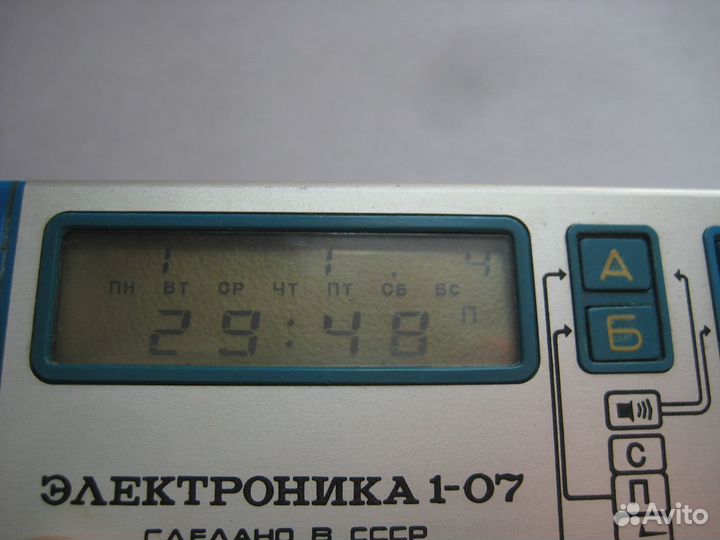 1 1 . 4
ПН ВТ СР ЧТ ПТ СБ ВС
29:48 П
А
Б
С
П
ЭЛЕКТРОНИКА 1-07
СДЕЛАНО В СССР
Avito